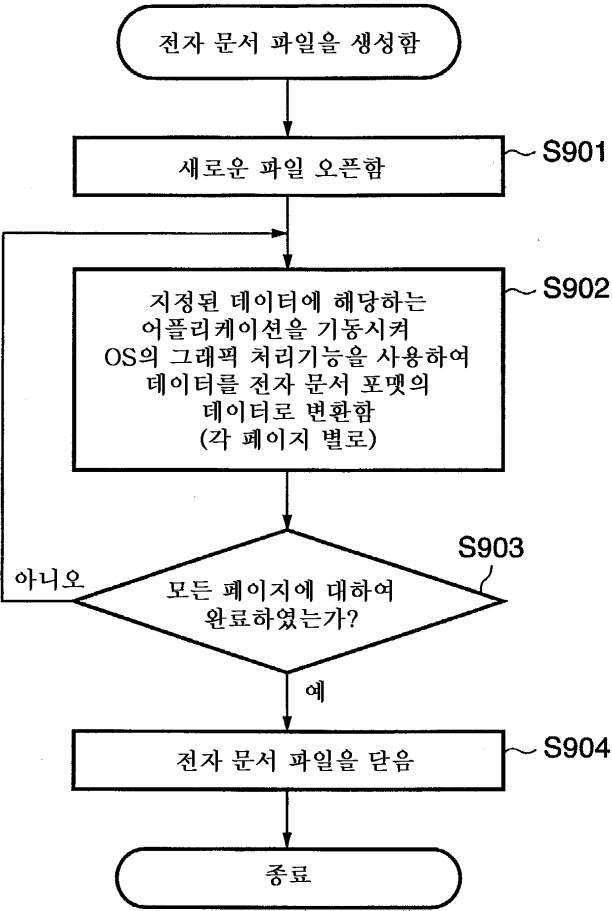 전자 문서 파일을 생성함
새로운 파일 오픈함
S901
지정된 데이터에 해당하는
어플리케이션을 기동시켜
OS의 그래픽 처리기능을 사용하여
데이터를 전자 문서 포맷의
데이터로 변환함
(각 페이지 별로)
S902
모든 페이지에 대하여
완료하였는가?
S903
아니오
예
전자 문서 파일을 닫음
S904
종료